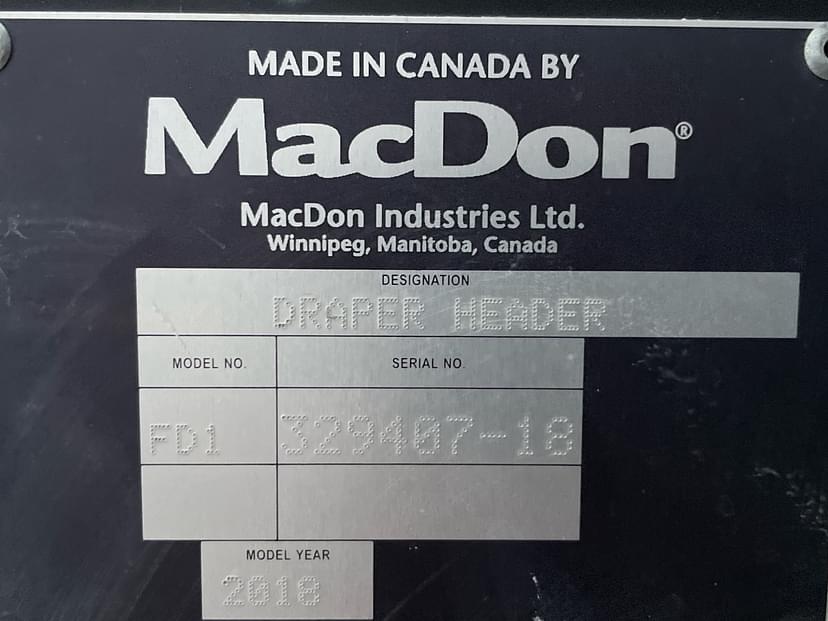 MADE IN CANADA BY
MacDon®
MacDon Industries Ltd.
Winnipeg, Manitoba, Canada
DESIGNATION
DRAPER HEADER
MODEL NO. SERIAL NO.
FD1 329407-18
MODEL YEAR
2018